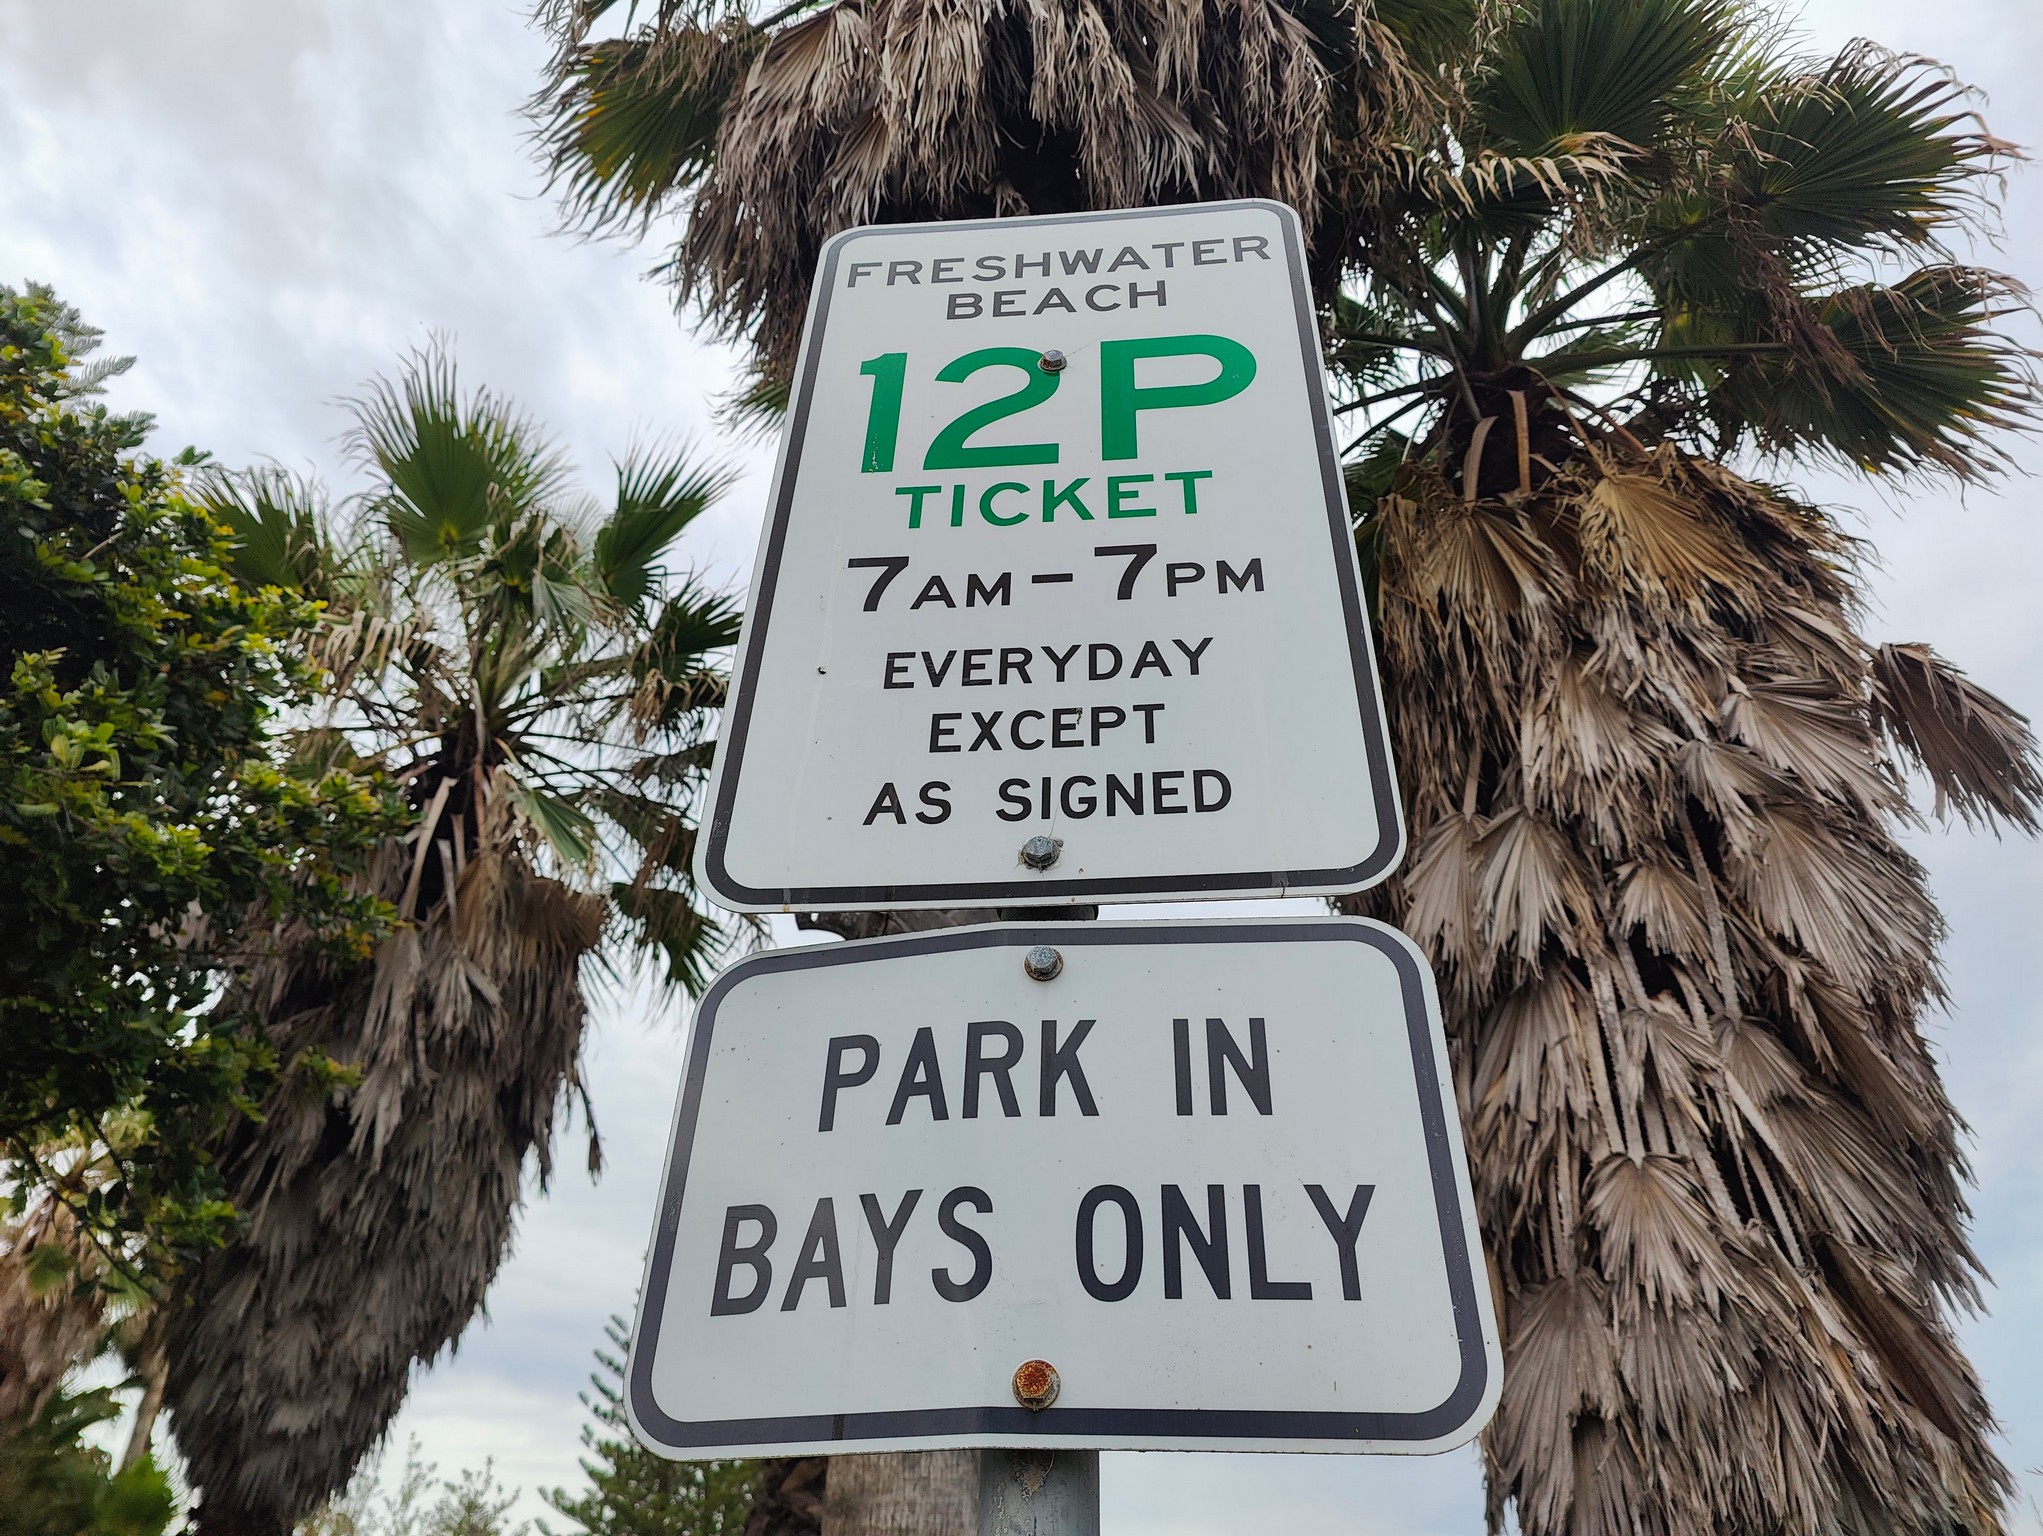 FRESHWATER
BEACH
12P
TICKET
7AM-7PM
EVERYDAY
EXCEPT
AS SIGNED
PARK IN
BAYS ONLY